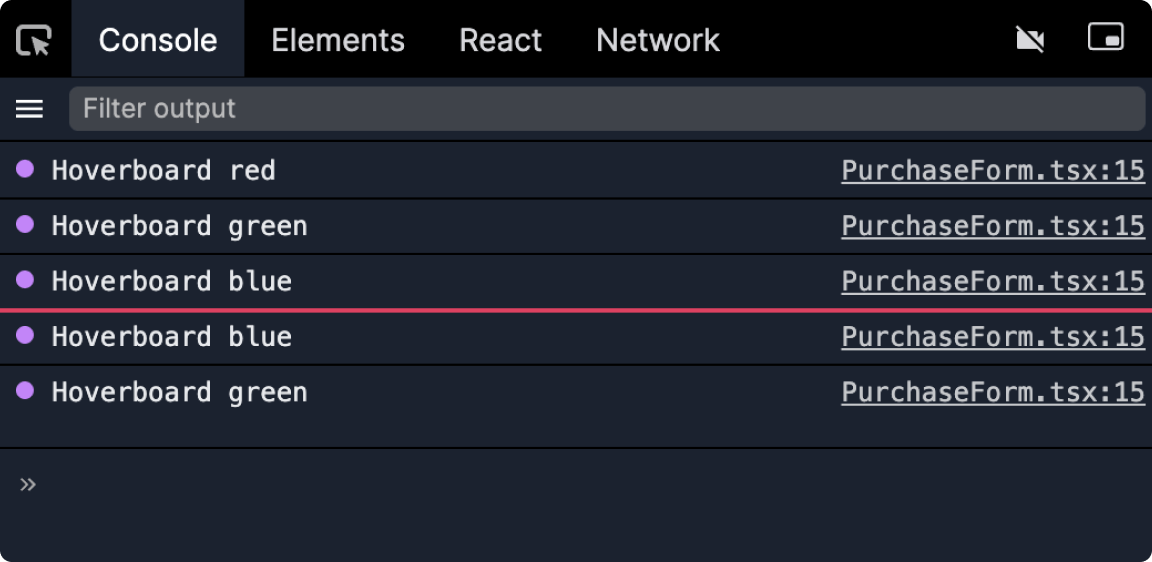 Console Elements React Network
Filter output
Hoverboard red PurchaseForm.tsx:15
Hoverboard green PurchaseForm.tsx:15
Hoverboard blue PurchaseForm.tsx:15
Hoverboard blue PurchaseForm.tsx:15
Hoverboard green PurchaseForm.tsx:15
»